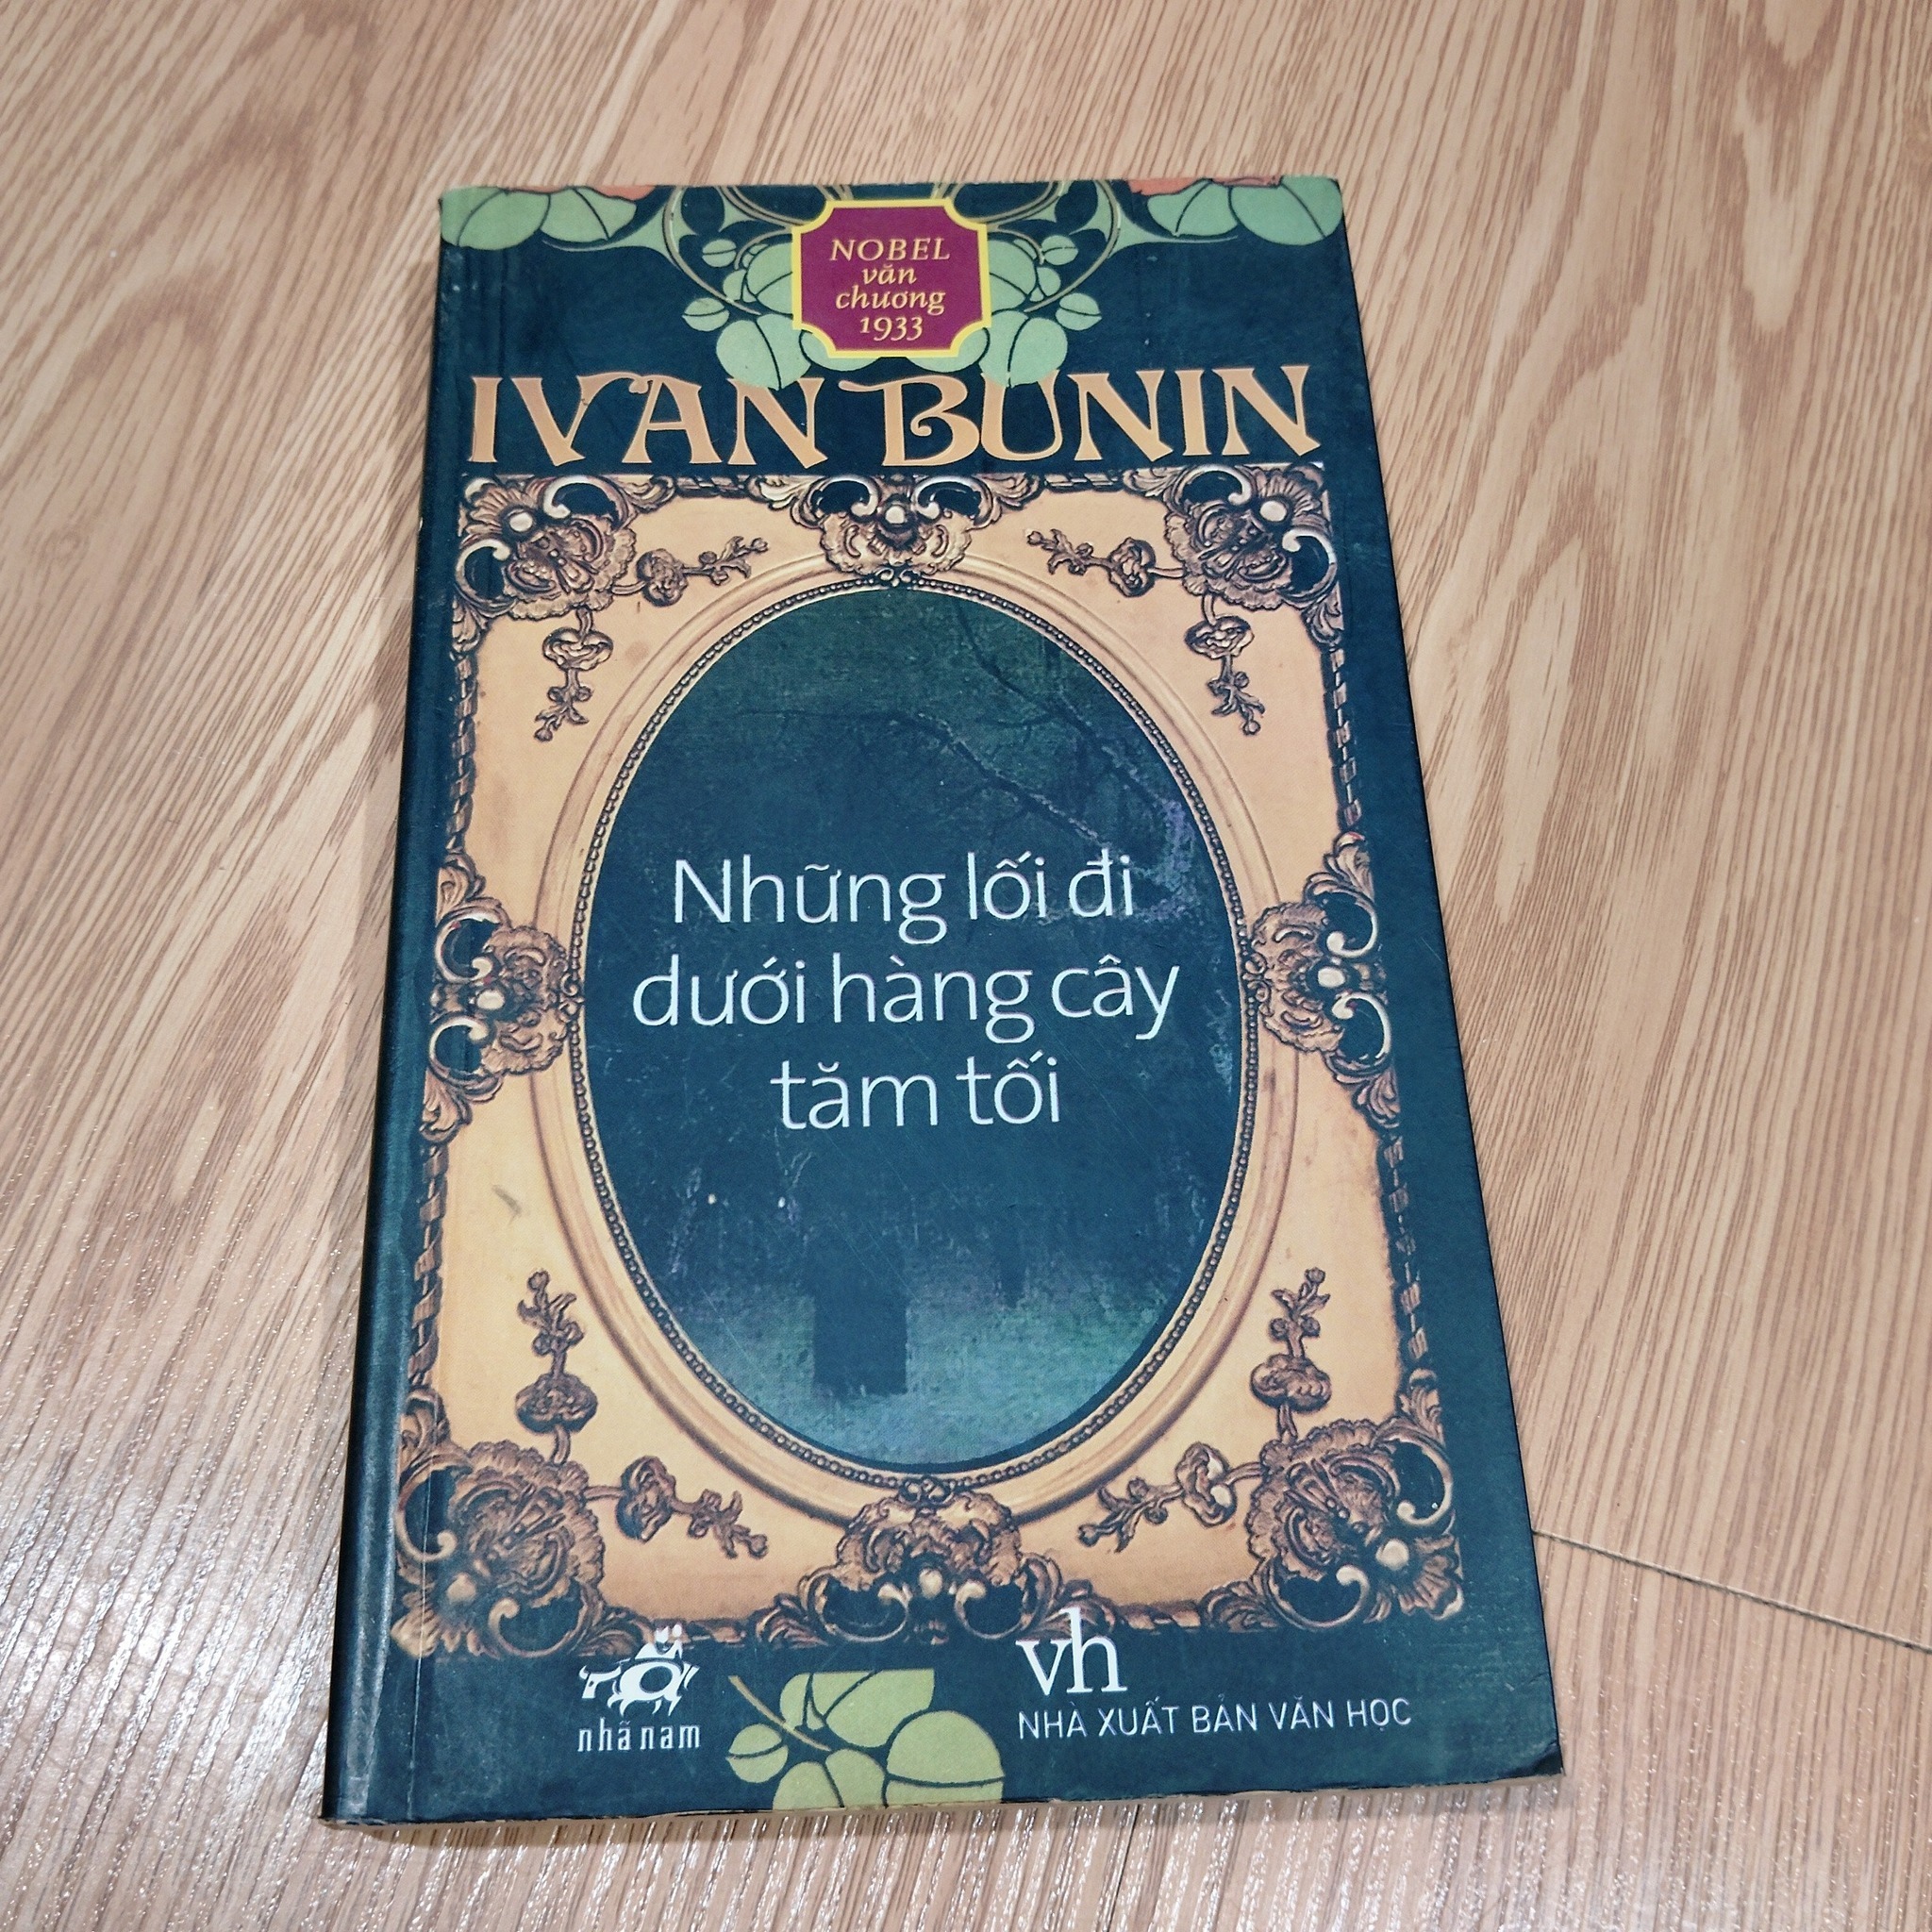 NOBEL
văn
chương
1933
IVAN BUNIN
Những lối đi
dưới hàng cây
tăm tối
nhã nam
vh
NHÀ XUẤT BẢN VĂN HỌC